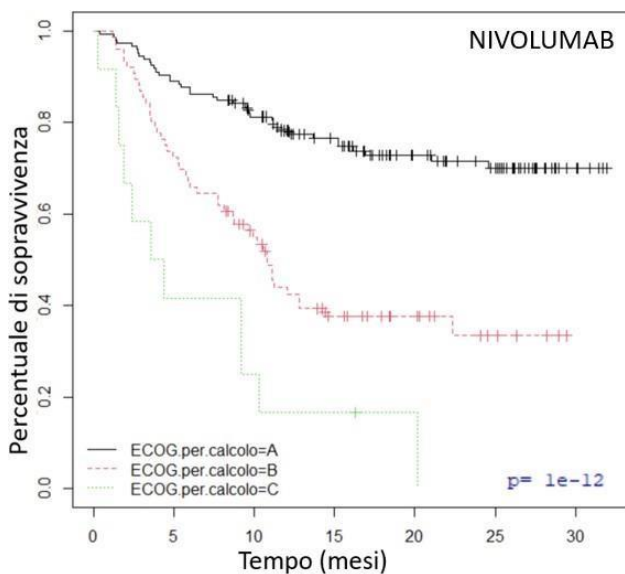 NIVOLUMAB
Percentuale di sopravvivenza
1.0
0.8
0.6
0.4
0.2
0.0
ECOG.per.calcolo=A
ECOG.per.calcolo=B
ECOG.per.calcolo=C
p= 1e-12
0 5 10 15 20 25 30
Tempo (mesi)